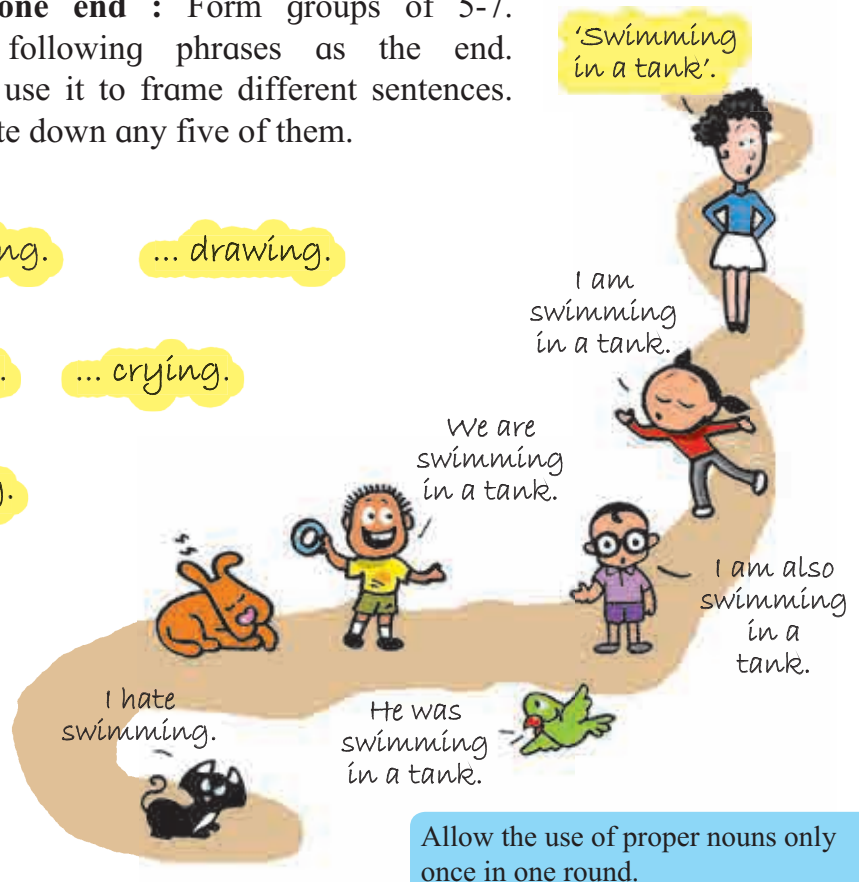 one end : Form groups of 5-7.
following phrases as the end.
use it to frame different sentences.
te down any five of them.
'Swimming
in a tank'.
ng.
... drawing.
I am
swimming
in a tank.
... crying.
We are
swimming
in a tank.
I am also
swimming
in a
tank.
I hate
swimming.
He was
swimming
in a tank.
Allow the use of proper nouns only
once in one round.